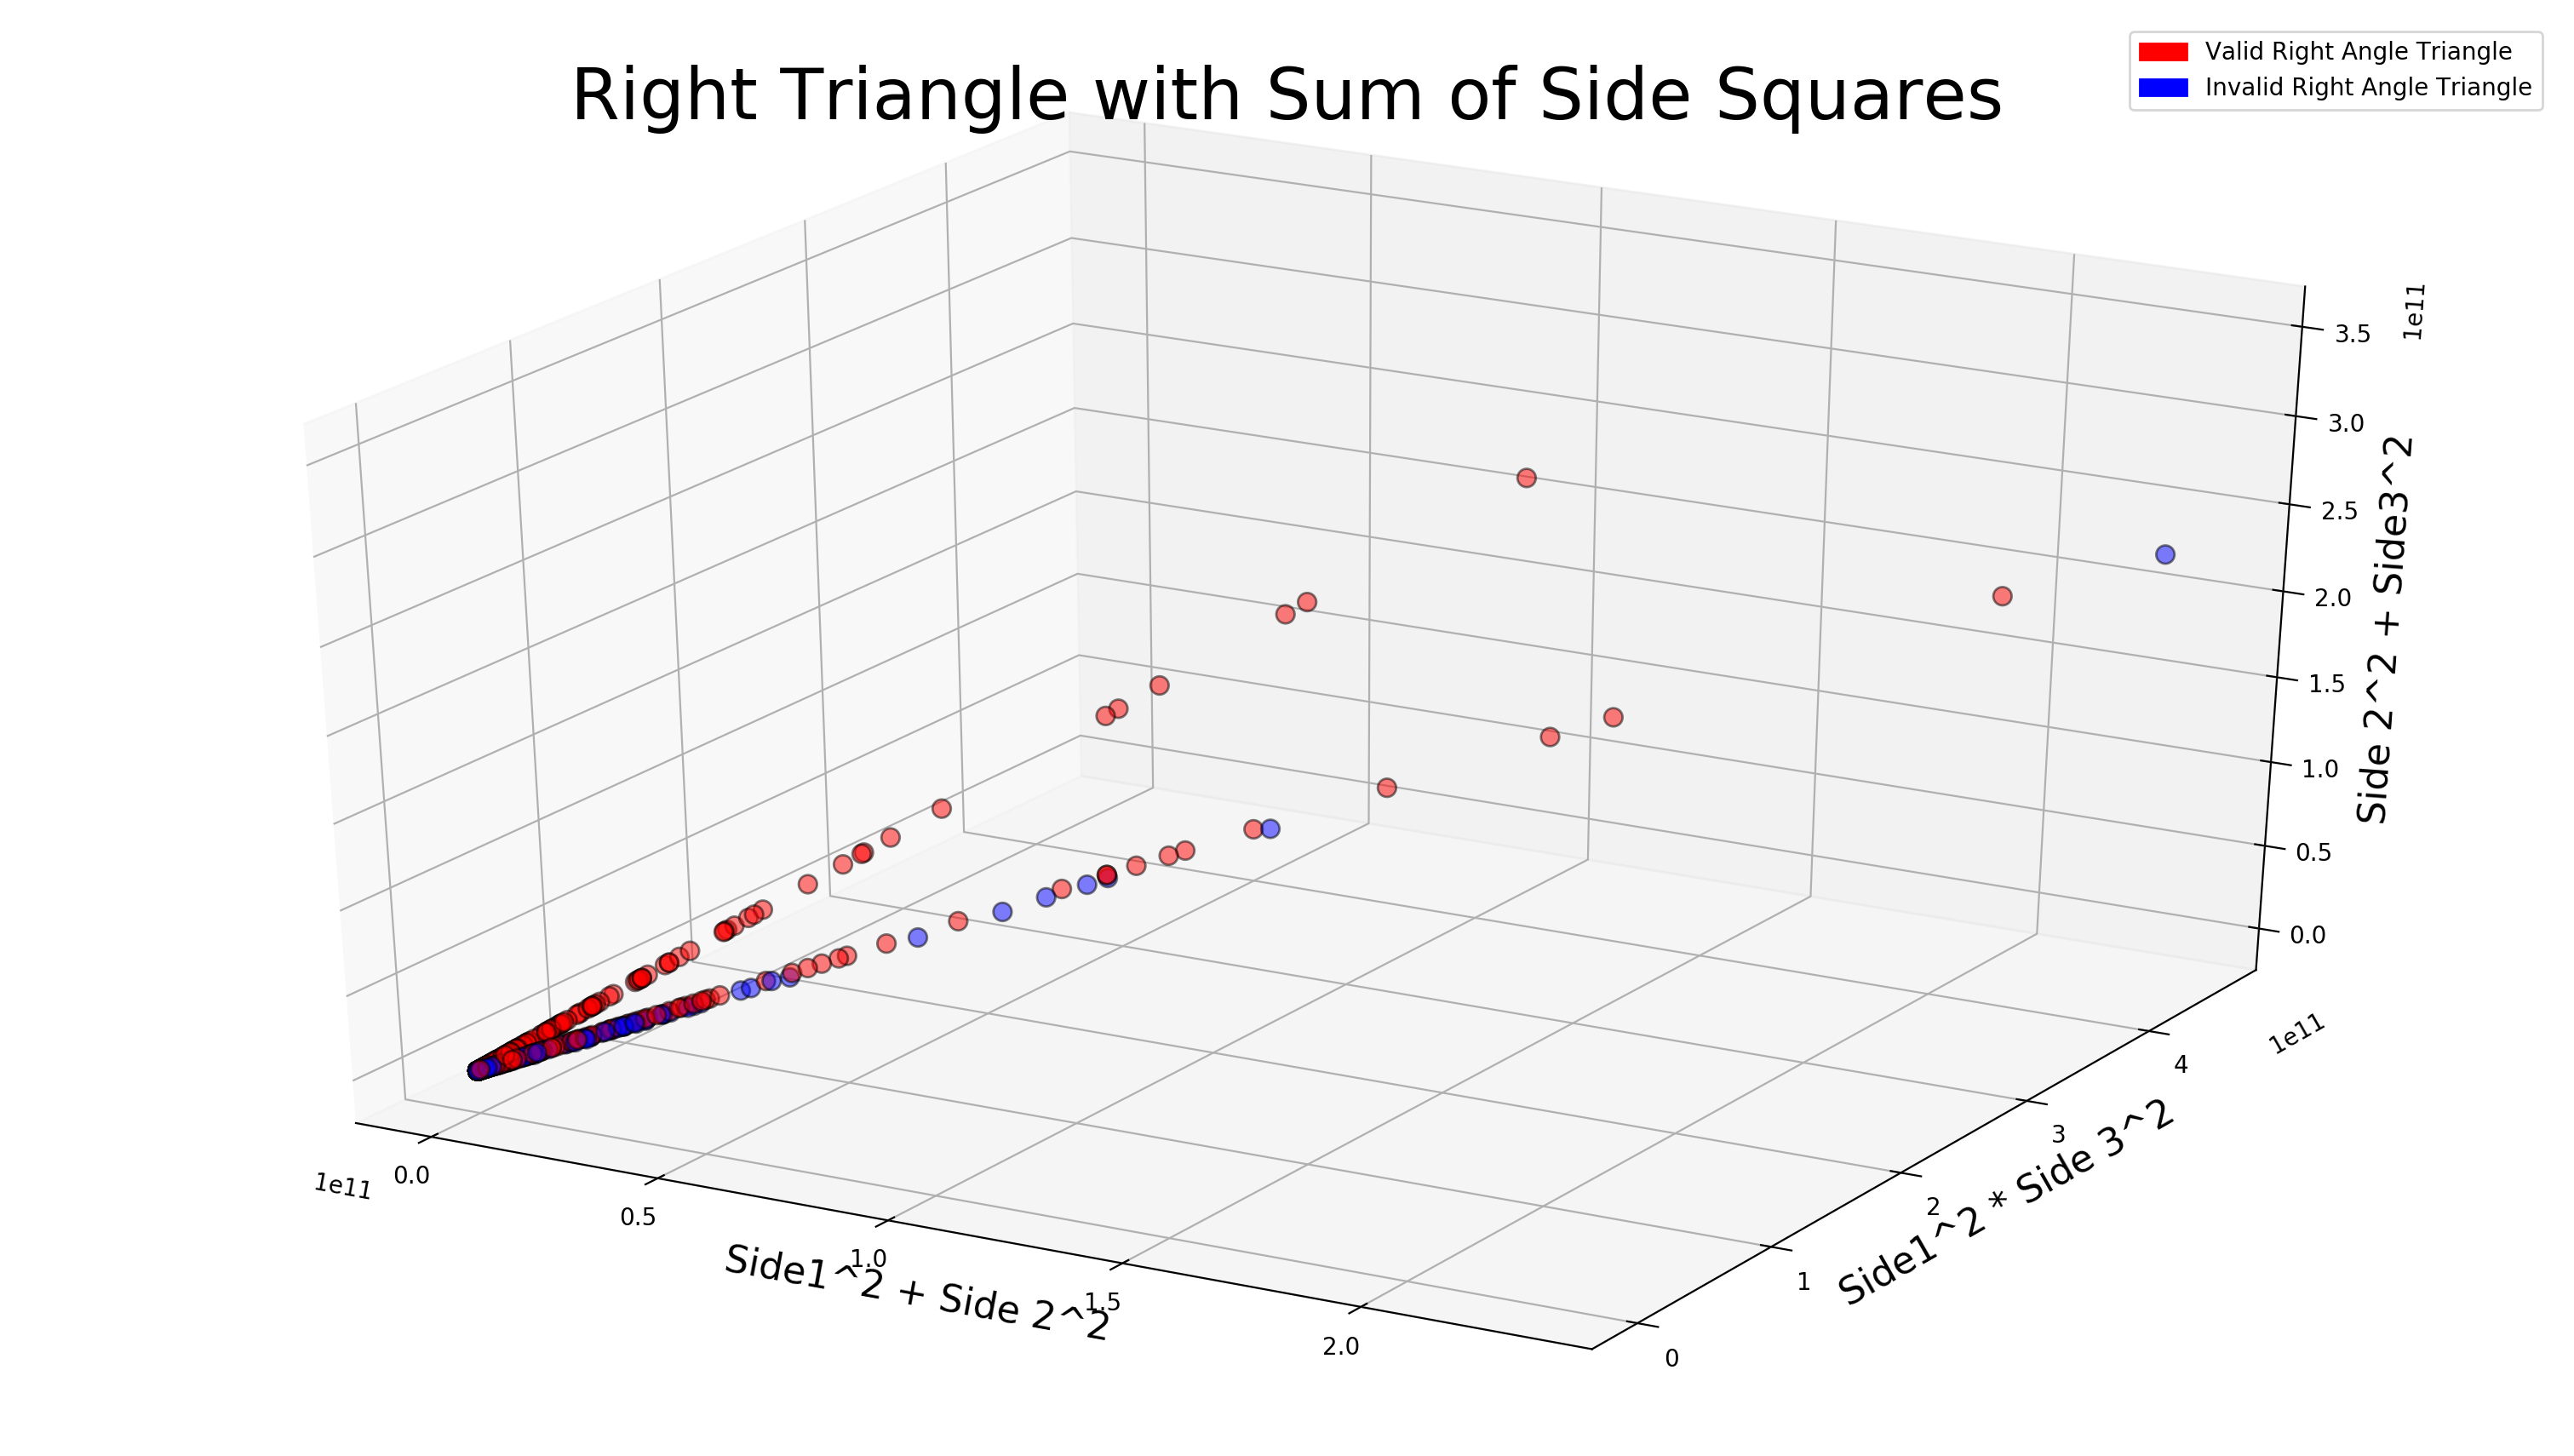 Right Triangle with Sum of Side Squares
Valid Right Angle Triangle
Invalid Right Angle Triangle
1e11
3.5
3.0
2.5
2.0
1.5
1.0
0.5
0.0
Side 2^2 + Side3^2
1e11
4
3
2
1
0
Side1^2 * Side 3^2
1e11
0.0
0.5
1.0
1.5
2.0
Side1^2 + Side 2^2